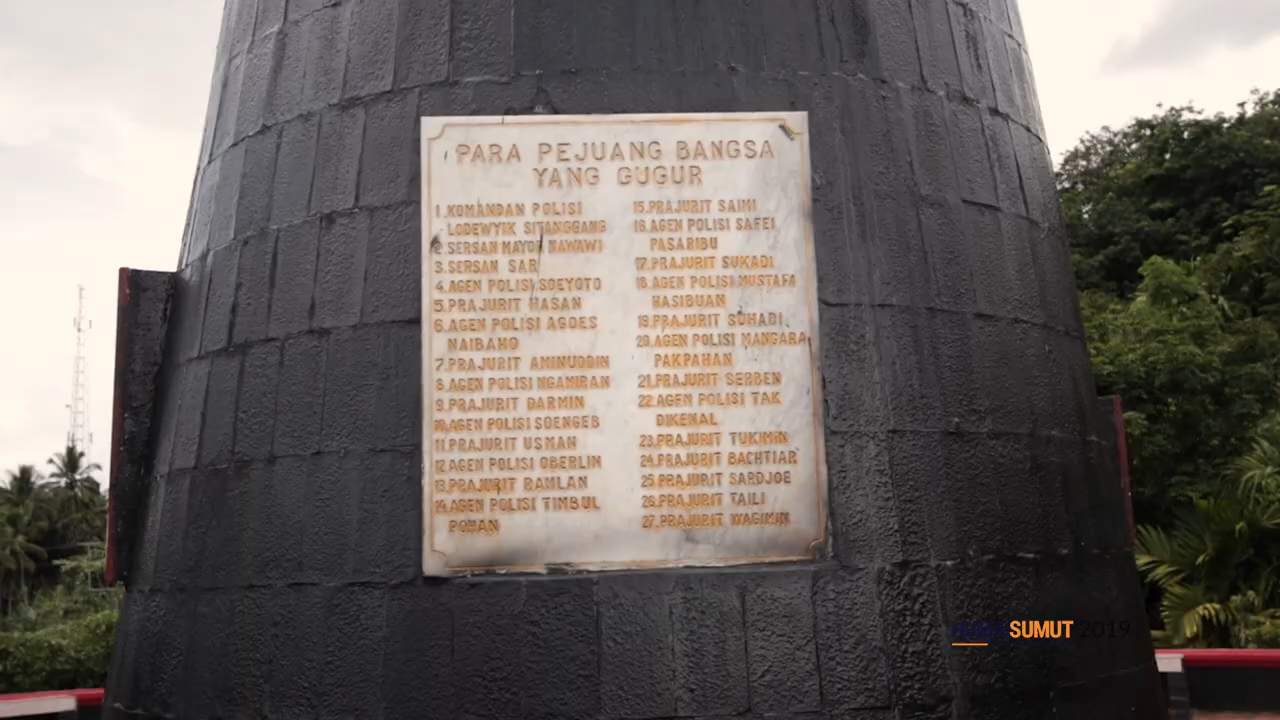 PARA PEJUANG BANGSA
YANG GUGUR
1. KOMANDAN POLISI
LODEWYIK SITANGGANG
2. SERSAN MAYOR NAWAWI
3. SERSAN SAR
4. AGEN POLISI SOEYOTO
5. PRAJURIT HASAN
6. AGEN POLISI AGOES
NAIBAHO
7. PRAJURIT AMINUDDIN
8. AGEN POLISI NGAMIRAN
9. PRAJURIT DARMIN
10. AGEN POLISI SOENGEB
11. PRAJURIT USMAN
12. AGEN POLISI OBERLIN
13. PRAJURIT RAMLAN
14. AGEN POLISI TIMBUL
POHAN
15. PRAJURIT SAIMI
16. AGEN POLISI SAFEI
PASARIBU
17. PRAJURIT SUKADI
18. AGEN POLISI MUSTAFA
HASIBUAN
19. PRAJURIT SUHADI
20. AGEN POLISI MANGARA
PAKPAHAN
21. PRAJURIT SERBEN
22. AGEN POLISI TAK
DIKENAL
23. PRAJURIT TUKIMIN
24. PRAJURIT BACHTIAR
25. PRAJURIT SARDJOE
26. PRAJURIT TAILI
27. PRAJURIT WAGIMIN
SUMUT 2019